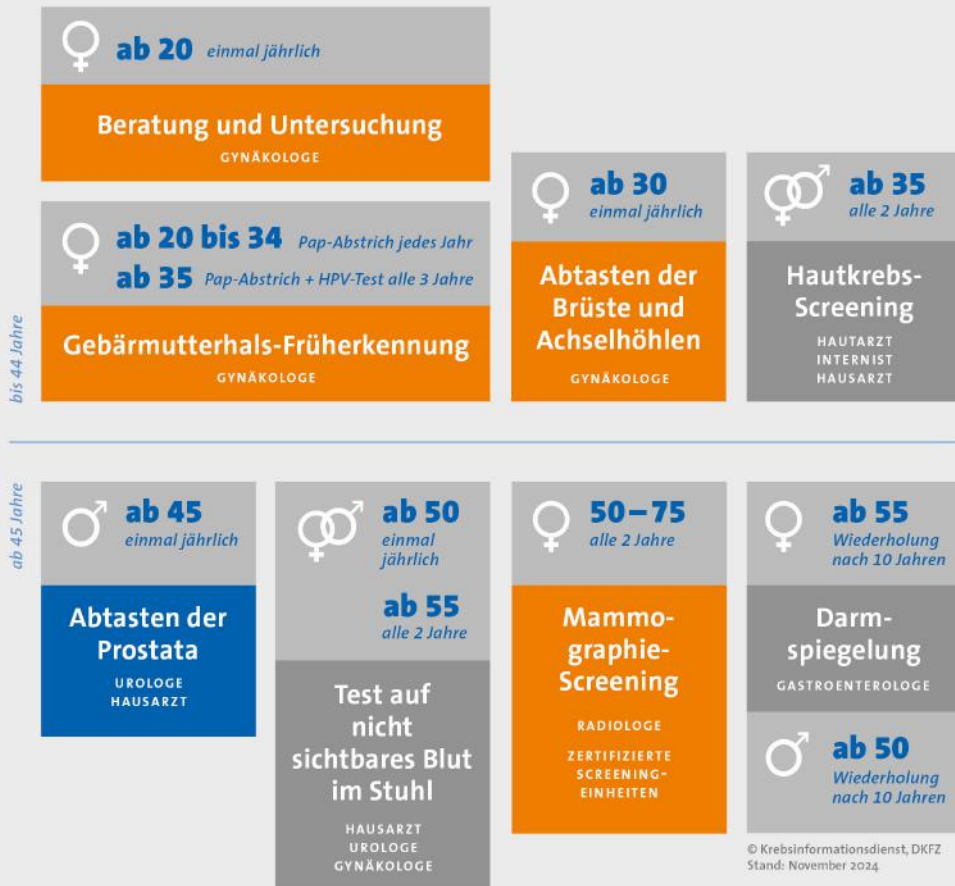 ab 20 einmal jährlich
Beratung und Untersuchung
GYNÄKOLOGE
ab 20 bis 34 Pap-Abstrich jedes Jahr
ab 35 Pap-Abstrich + HPV-Test alle 3 Jahre
Gebärmutterhals-Früherkennung
GYNÄKOLOGE
ab 30
einmal jährlich
Abtasten der
Brüste und
Achselhöhlen
GYNÄKOLOGE
ab 35
alle 2 Jahre
Hautkrebs-
Screening
HAUTARZT
INTERNIST
HAUSARZT
bis 44 Jahre
ab 45 Jahre
ab 45
einmal jährlich
Abtasten der
Prostata
UROLOGE
HAUSARZT
ab 50
einmal
jährlich
ab 55
alle 2 Jahre
Test auf
nicht
sichtbares Blut
im Stuhl
HAUSARZT
UROLOGE
GYNÄKOLOGE
50–75
alle 2 Jahre
Mammo-
graphie-
Screening
RADIOLOGE
ZERTIFIZIERTE
SCREENING-
EINHEITEN
ab 55
Wiederholung
nach 10 Jahren
Darm-
spiegelung
GASTROENTEROLOGE
ab 50
Wiederholung
nach 10 Jahren
© Krebsinformationsdienst, DKFZ
Stand: November 2024